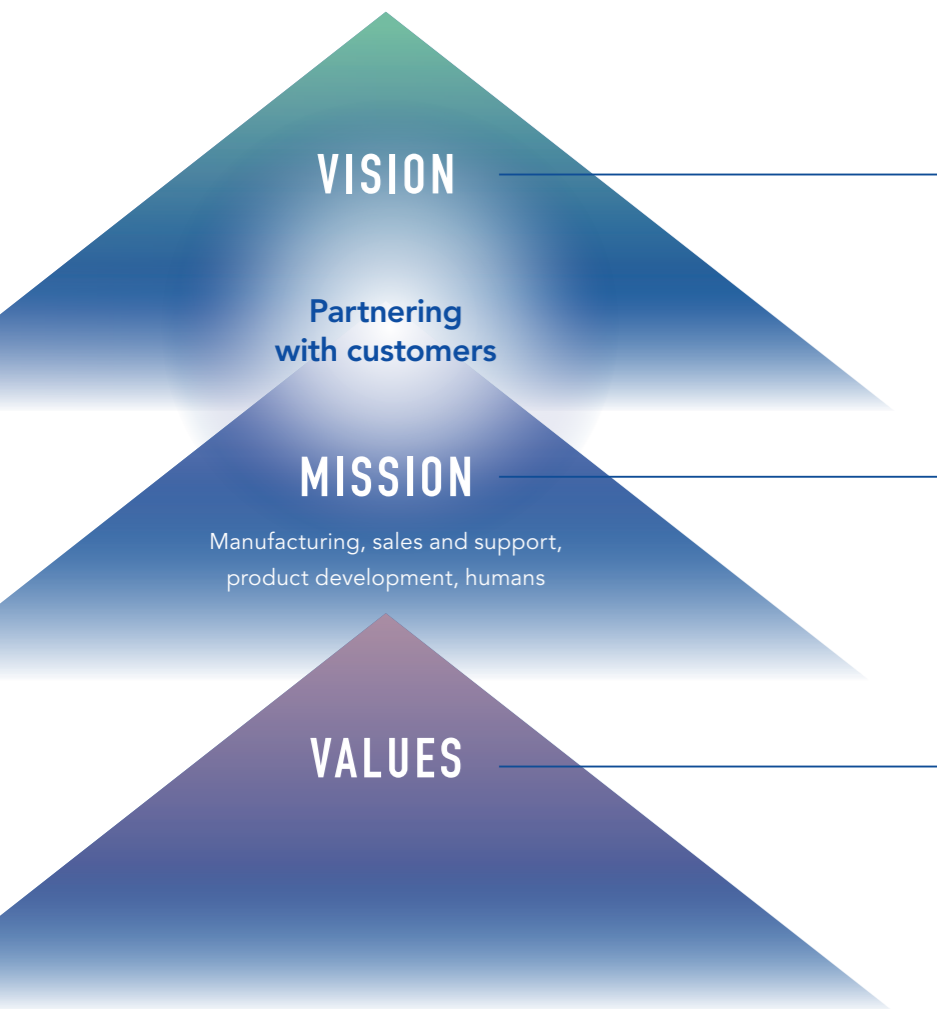 VISION
Partnering
with customers
MISSION
Manufacturing, sales and support,
product development, humans
VALUES